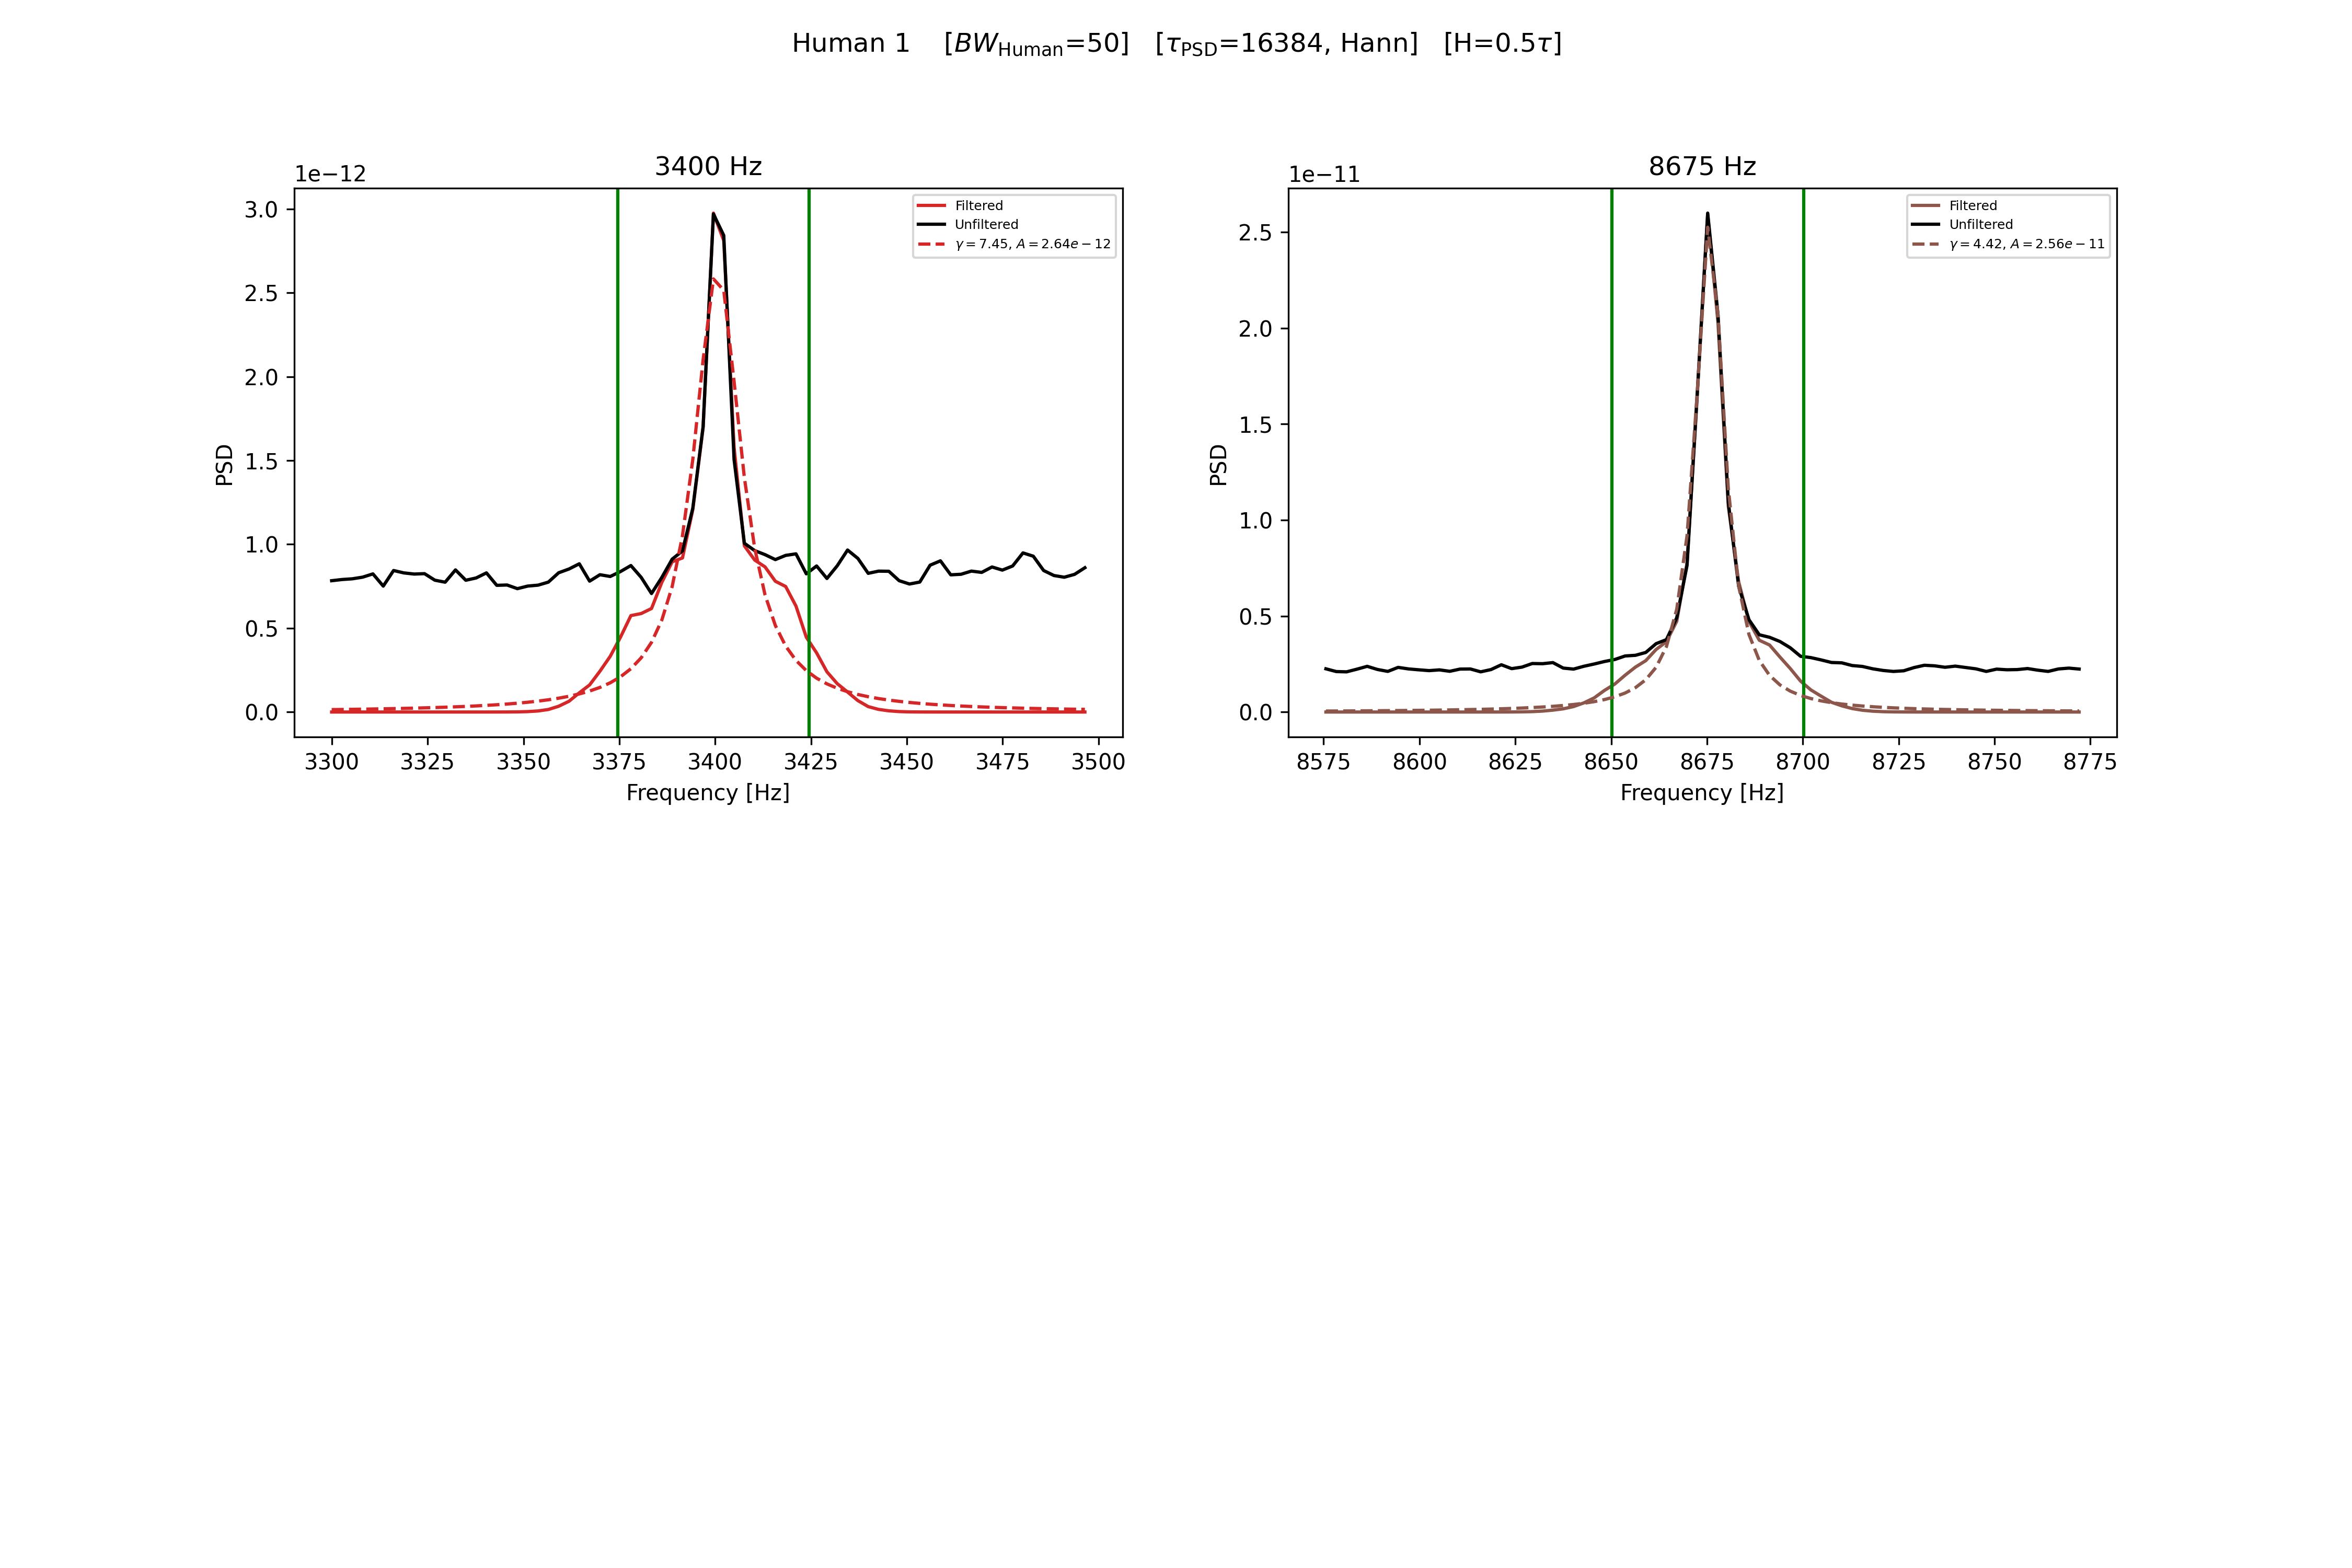 Human 1 [BW_Human=50] [τ_PSD=16384, Hann] [H=0.5τ]
3400 Hz
1e−12
3.0
2.5
2.0
1.5
1.0
0.5
0.0
PSD
3300 3325 3350 3375 3400 3425 3450 3475 3500
Frequency [Hz]
Filtered
Unfiltered
γ = 7.45, A = 2.64e − 12
8675 Hz
1e−11
2.5
2.0
1.5
1.0
0.5
0.0
PSD
8575 8600 8625 8650 8675 8700 8725 8750 8775
Frequency [Hz]
Filtered
Unfiltered
γ = 4.42, A = 2.56e − 11